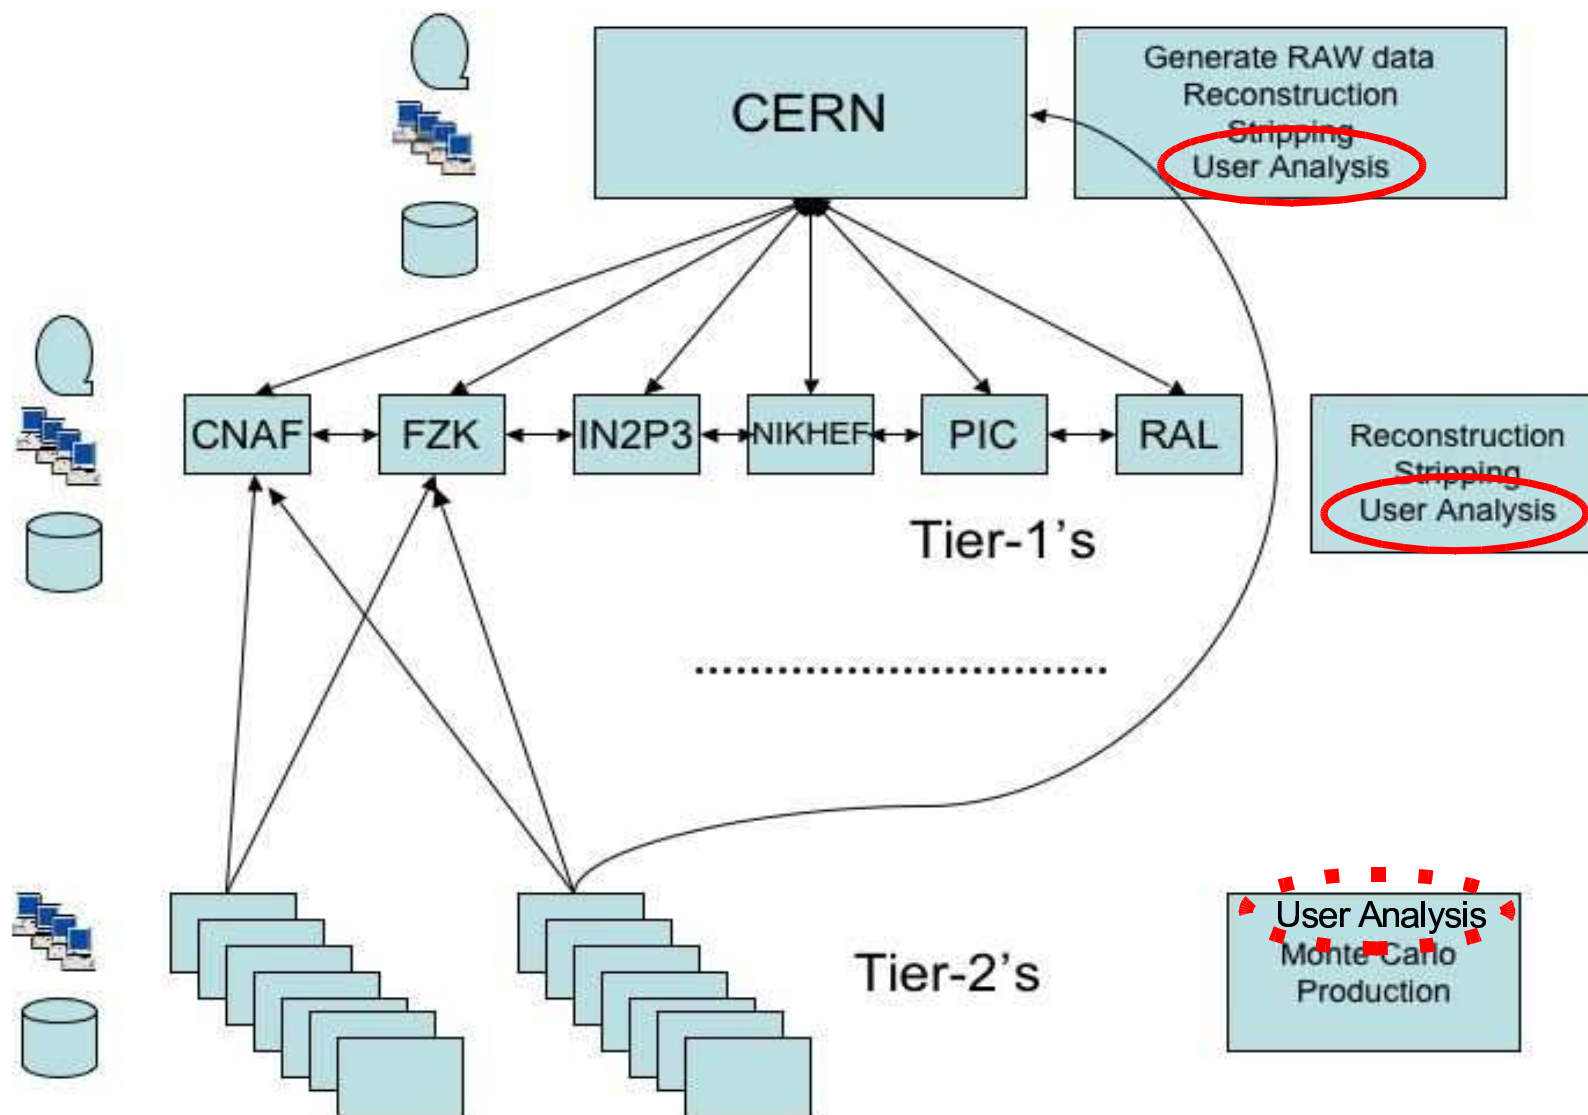 CERN
Generate RAW data
Reconstruction
Stripping
User Analysis
CNAF
FZK
IN2P3
NIKHEF
PIC
RAL
Reconstruction
Stripping
User Analysis
Tier-1's
Tier-2's
User Analysis
Monte Carlo
Production